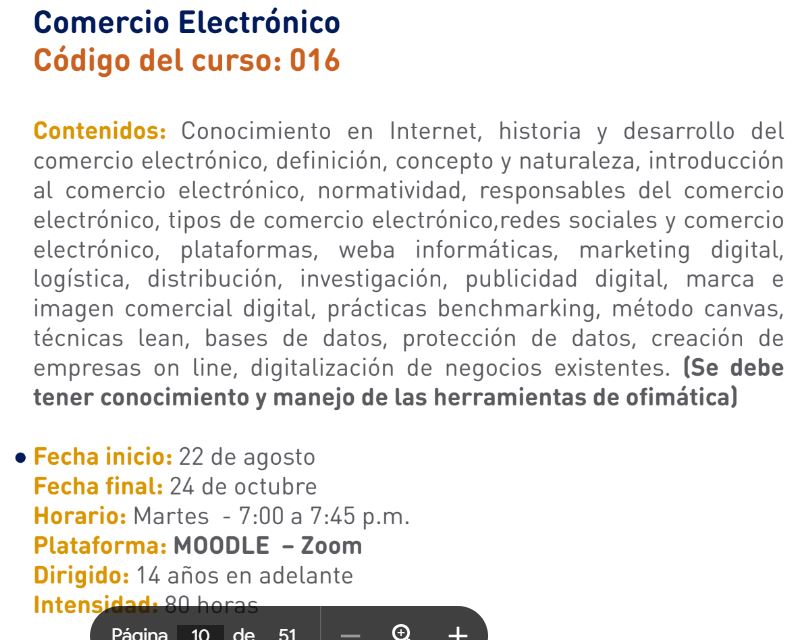 Comercio Electrónico
Código del curso: 016
Contenidos: Conocimiento en Internet, historia y desarrollo del
comercio electrónico, definición, concepto y naturaleza, introducción
al comercio electrónico, normatividad, responsables del comercio
electrónico, tipos de comercio electrónico,redes sociales y comercio
electrónico, plataformas, weba informáticas, marketing digital,
logística, distribución, investigación, publicidad digital, marca e
imagen comercial digital, prácticas benchmarking, método canvas,
técnicas lean, bases de datos, protección de datos, creación de
empresas on line, digitalización de negocios existentes. (Se debe
tener conocimiento y manejo de las herramientas de ofimática)
• Fecha inicio: 22 de agosto
Fecha final: 24 de octubre
Horario: Martes - 7:00 a 7:45 p.m.
Plataforma: MOODLE – Zoom
Dirigido: 14 años en adelante
Intensidad: 80 horas
Página 10 de 51 — +